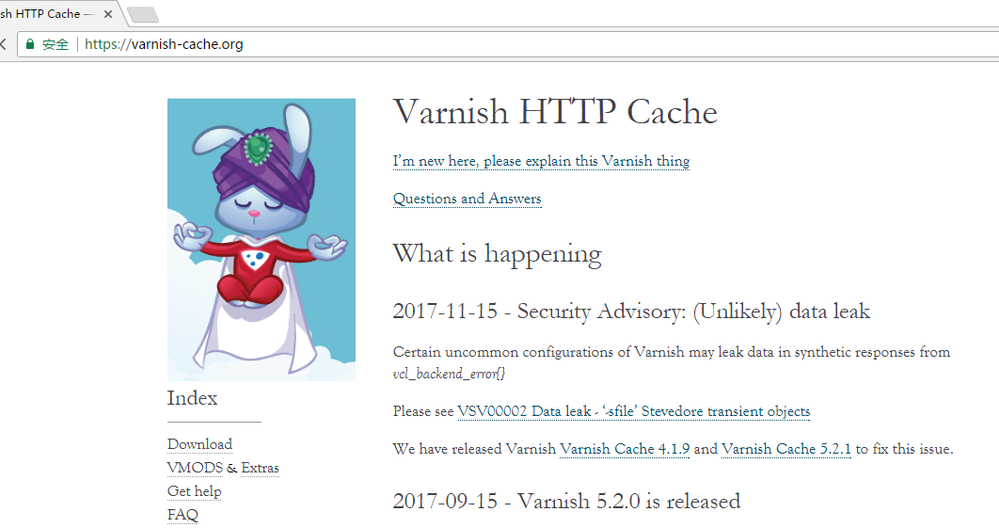 sh HTTP Cache —
安全
https://varnish-cache.org
Varnish HTTP Cache
I'm new here, please explain this Varnish thing
Questions and Answers
What is happening
2017-11-15 - Security Advisory: (Unlikely) data leak
Certain uncommon configurations of Varnish may leak data in synthetic responses from
vcl_backend_error{}
Please see VSV00002 Data leak - ‘-sfile’ Stevedore transient objects
We have released Varnish Varnish Cache 4.1.9 and Varnish Cache 5.2.1 to fix this issue.
2017-09-15 - Varnish 5.2.0 is released
Index
Download
VMODS & Extras
Get help
FAQ